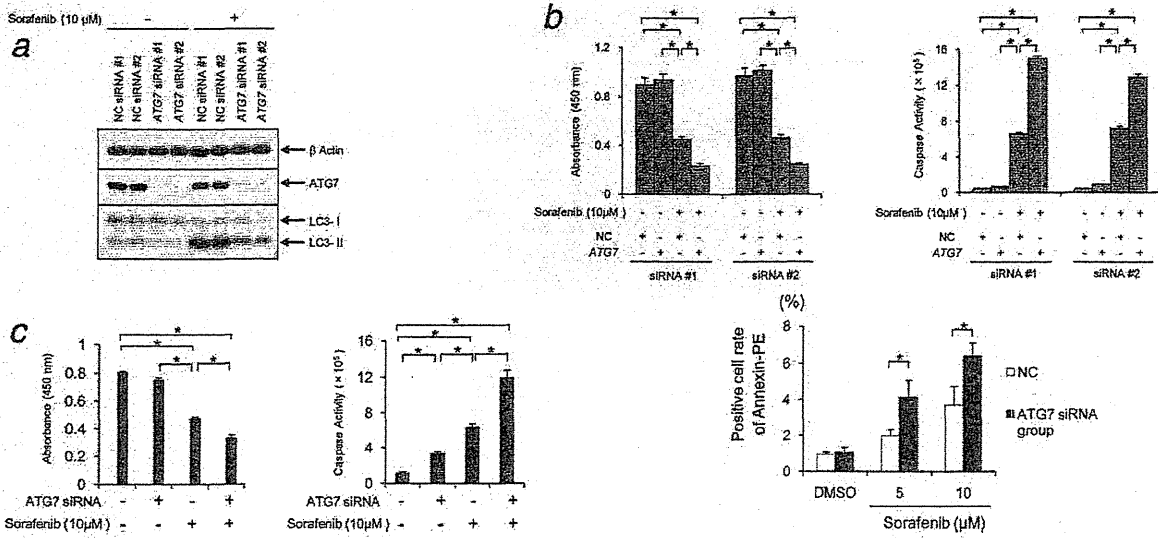 Sorafenib (10 µM) - +
a
NC siRNA #1
NC siRNA #2
ATG7 siRNA #1
ATG7 siRNA #2
NC siRNA #1
NC siRNA #2
ATG7 siRNA #1
ATG7 siRNA #2
β Actin
ATG7
LC3- I
LC3- II
b
Absorbance (450 nm)
1.2
0.8
0.4
0
* * * *
* * * *
Sorafenib (10µM) - - + + - - + +
NC + - + - + - + -
ATG7 - + - + - + - +
siRNA #1 siRNA #2
Caspase Activity (× 10⁵)
16
12
8
4
0
* * * *
* * * *
Sorafenib (10µM) - - + + - - + +
NC + - + - + - + -
ATG7 - + - + - + - +
siRNA #1 siRNA #2
c
Absorbance (450 nm)
1
0.8
0.6
0.4
0.2
0
* * * *
ATG7 siRNA - + - +
Sorafenib (10µM) - - + +
Caspase Activity (× 10⁵)
16
12
8
4
0
* * * * *
ATG7 siRNA - + - +
Sorafenib (10µM) - - + +
(%)
Positive cell rate
of Annexin-PE
8
6
4
2
0
* *
DMSO 5 10
Sorafenib (µM)
NC
ATG7 siRNA
group